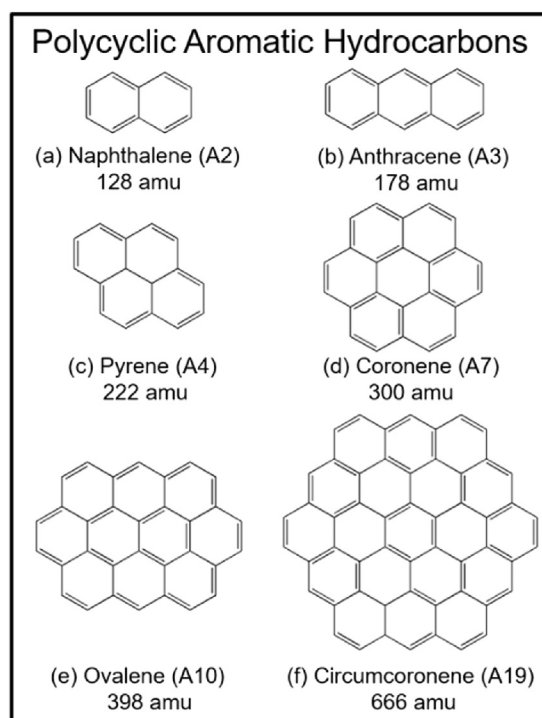 Polycyclic Aromatic Hydrocarbons
(a) Naphthalene (A2)
128 amu
(b) Anthracene (A3)
178 amu
(c) Pyrene (A4)
222 amu
(d) Coronene (A7)
300 amu
(e) Ovalene (A10)
398 amu
(f) Circumcoronene (A19)
666 amu